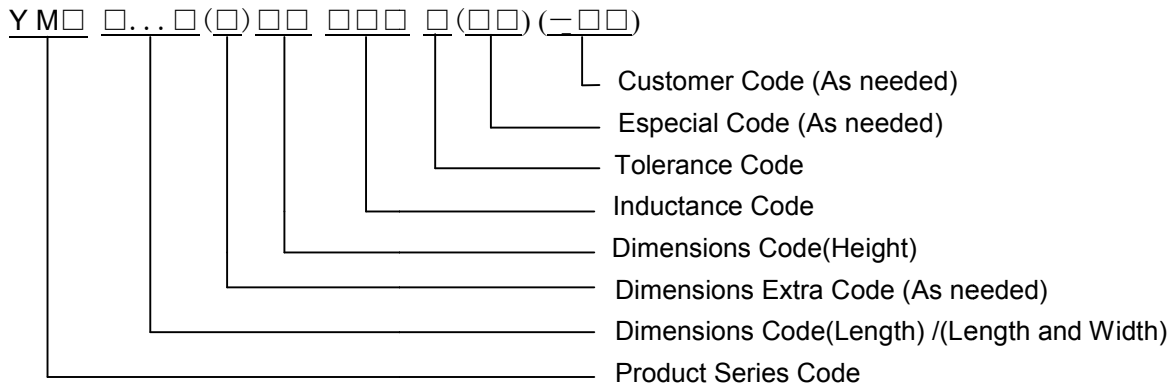 YM□ □...□(□)□□ □□□ □(□□)(-□□)
Customer Code (As needed)
Especial Code (As needed)
Tolerance Code
Inductance Code
Dimensions Code(Height)
Dimensions Extra Code (As needed)
Dimensions Code(Length) /(Length and Width)
Product Series Code